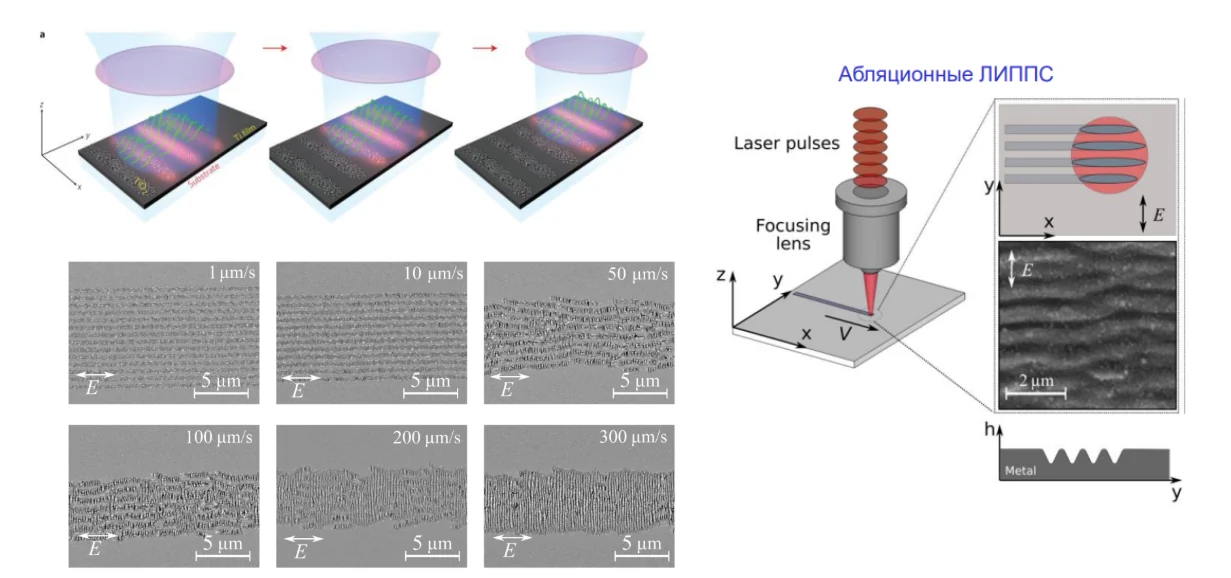 a
z
y
x
TiO2
Substrate
Ti film
1 µm/s
E
5 µm
10 µm/s
E
5 µm
50 µm/s
E
5 µm
100 µm/s
E
5 µm
200 µm/s
E
5 µm
300 µm/s
E
5 µm
Абляционные ЛИППС
Laser pulses
Focusing
lens
z
y
x
V
y
x
E
E
2 µm
h
Metal
y